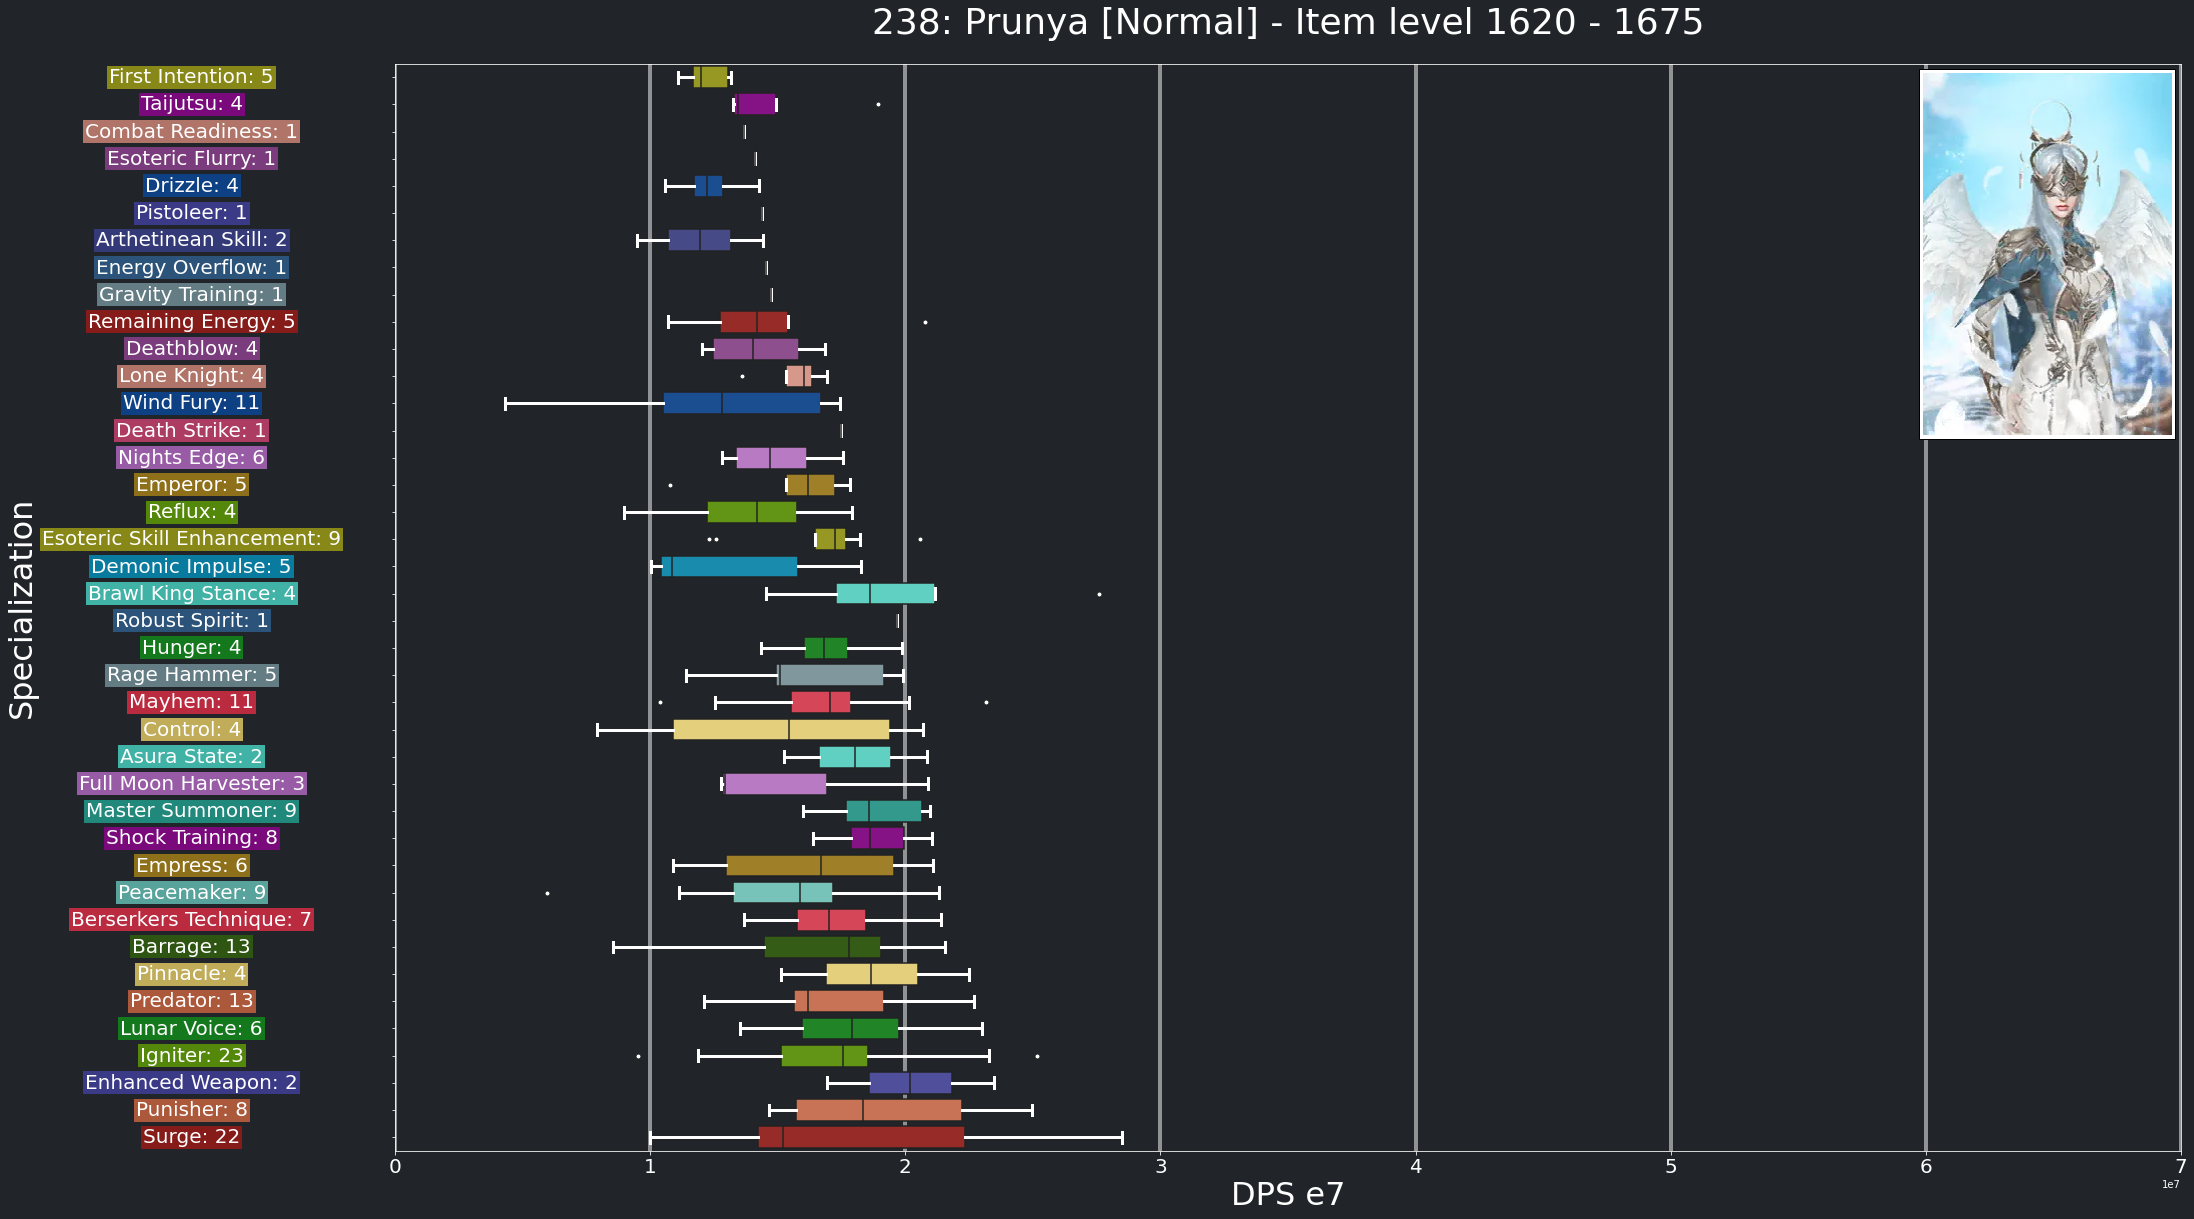 238: Prunya [Normal] - Item level 1620 - 1675
First Intention: 5
Taijutsu: 4
Combat Readiness: 1
Esoteric Flurry: 1
Drizzle: 4
Pistoleer: 1
Arthetinean Skill: 2
Energy Overflow: 1
Gravity Training: 1
Remaining Energy: 5
Deathblow: 4
Lone Knight: 4
Wind Fury: 11
Death Strike: 1
Nights Edge: 6
Emperor: 5
Reflux: 4
Esoteric Skill Enhancement: 9
Demonic Impulse: 5
Brawl King Stance: 4
Robust Spirit: 1
Hunger: 4
Rage Hammer: 5
Mayhem: 11
Control: 4
Asura State: 2
Full Moon Harvester: 3
Master Summoner: 9
Shock Training: 8
Empress: 6
Peacemaker: 9
Berserkers Technique: 7
Barrage: 13
Pinnacle: 4
Predator: 13
Lunar Voice: 6
Igniter: 23
Enhanced Weapon: 2
Punisher: 8
Surge: 22
Specialization
0 1 2 3 4 5 6 7
1e7
DPS e7